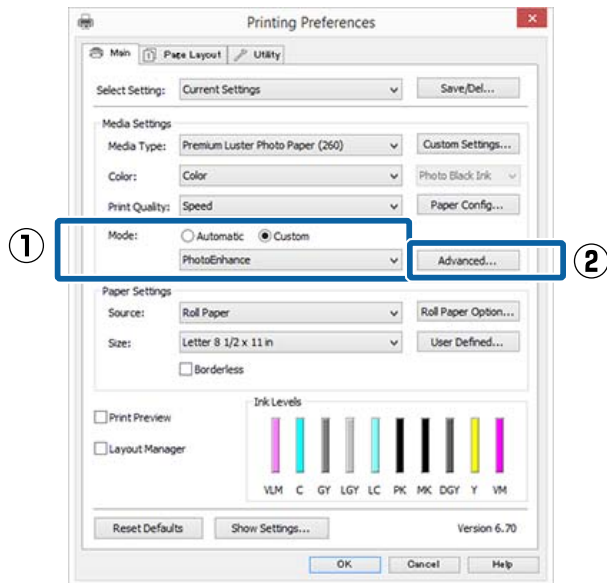 Printing Preferences
Main Page Layout Utility
Select Setting: Current Settings Save/Del...
Media Settings
Media Type: Premium Luster Photo Paper (260) Custom Settings...
Color: Color Photo Black Ink
Print Quality: Speed Paper Config...
① Mode: Automatic Custom
PhotoEnhance Advanced... ②
Paper Settings
Source: Roll Paper Roll Paper Option...
Size: Letter 8 1/2 x 11 in User Defined...
Borderless
Ink Levels
Print Preview
Layout Manager
VLM C GY LGY LC PK MK DGY Y VM
Reset Defaults Show Settings... Version 6.70
OK Cancel Help